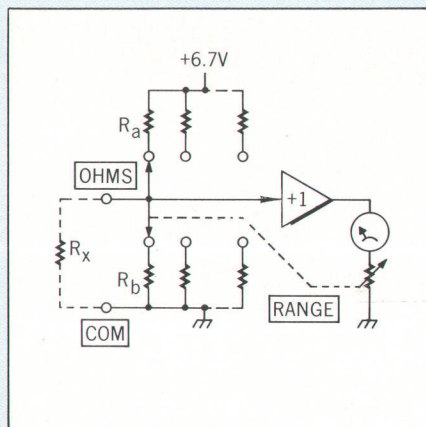 +6.7V
Ra
OHMS
+1
Rx
Rb
RANGE
COM